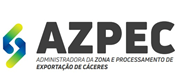 AZPEC
ADMINISTRADORA DA ZONA E PROCESSAMENTO DE
EXPORTAÇÃO DE CÁCERES